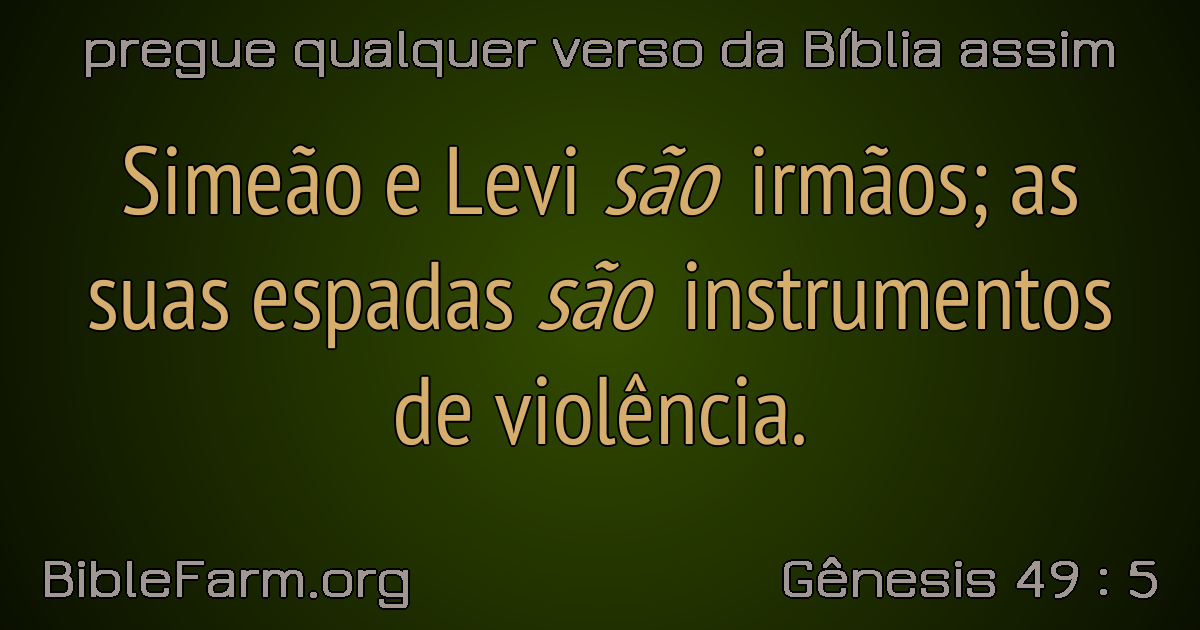 pregue qualquer verso da Bíblia assim
Simeão e Levi são irmãos; as
suas espadas são instrumentos
de violência.
BibleFarm.org
Gênesis 49 : 5